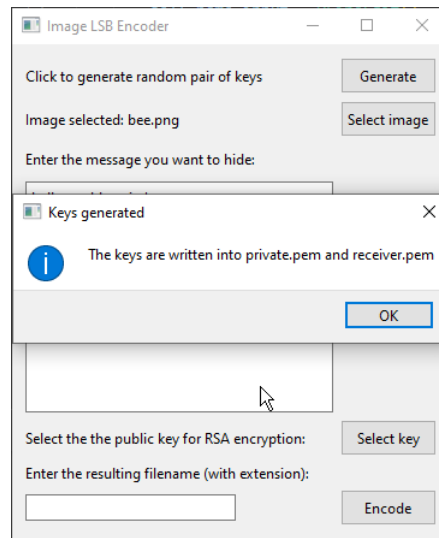 Image LSB Encoder
Click to generate random pair of keys
Generate
Image selected: bee.png
Select image
Enter the message you want to hide:
Keys generated
The keys are written into private.pem and receiver.pem
OK
Select the the public key for RSA encryption:
Select key
Enter the resulting filename (with extension):
Encode